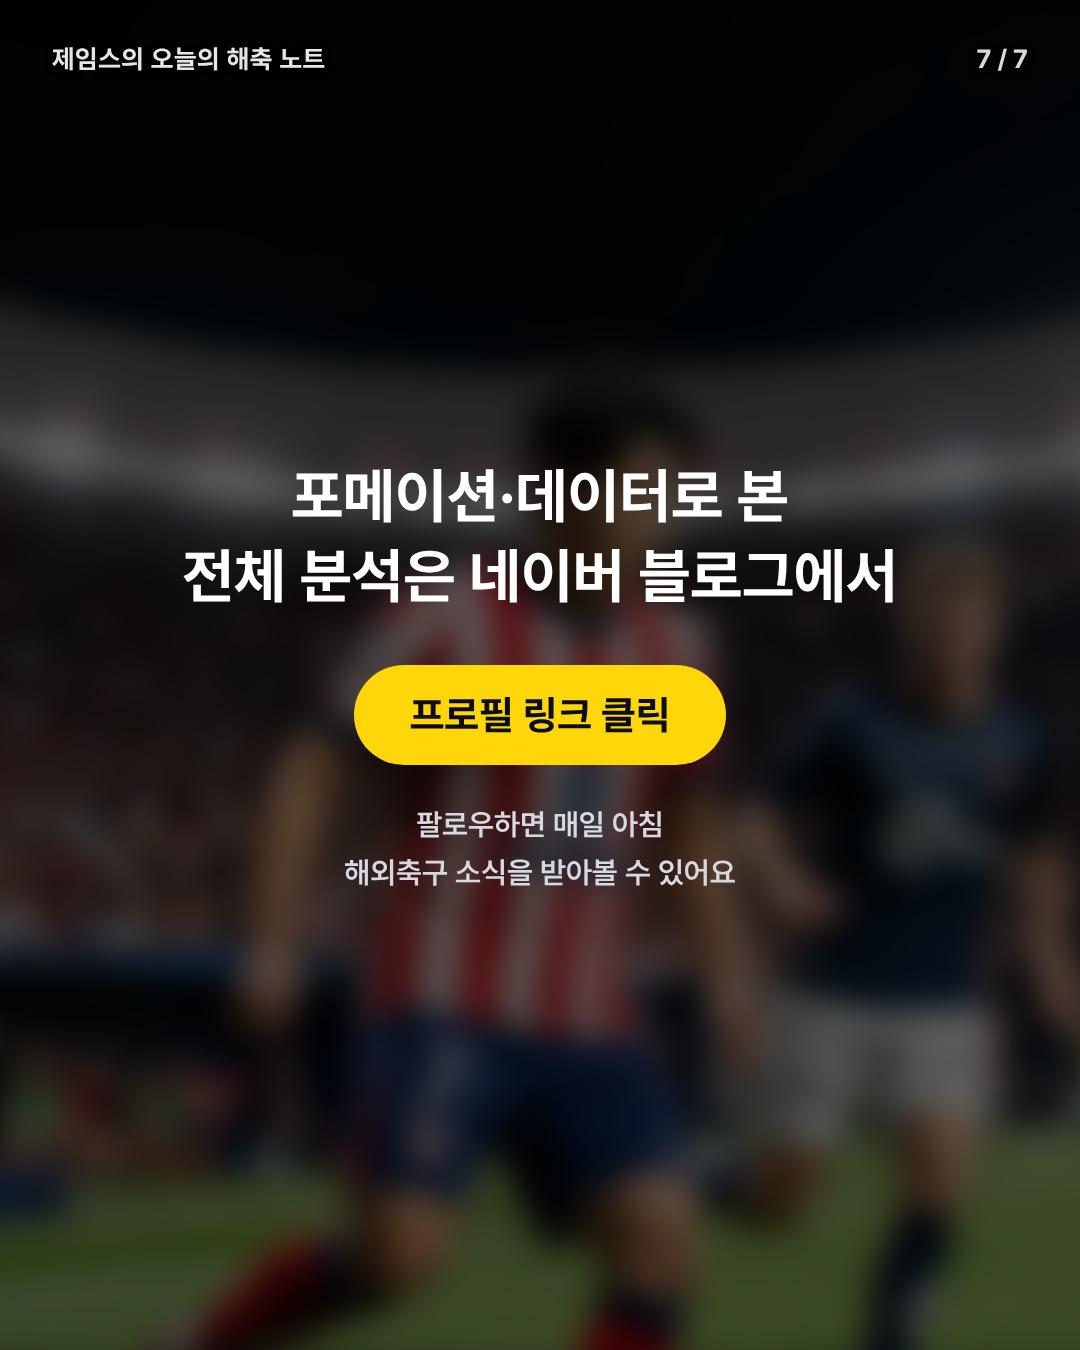 제임스의 오늘의 해축 노트
7 / 7
포메이션·데이터로 본
전체 분석은 네이버 블로그에서
프로필 링크 클릭
팔로우하면 매일 아침
해외축구 소식을 받아볼 수 있어요